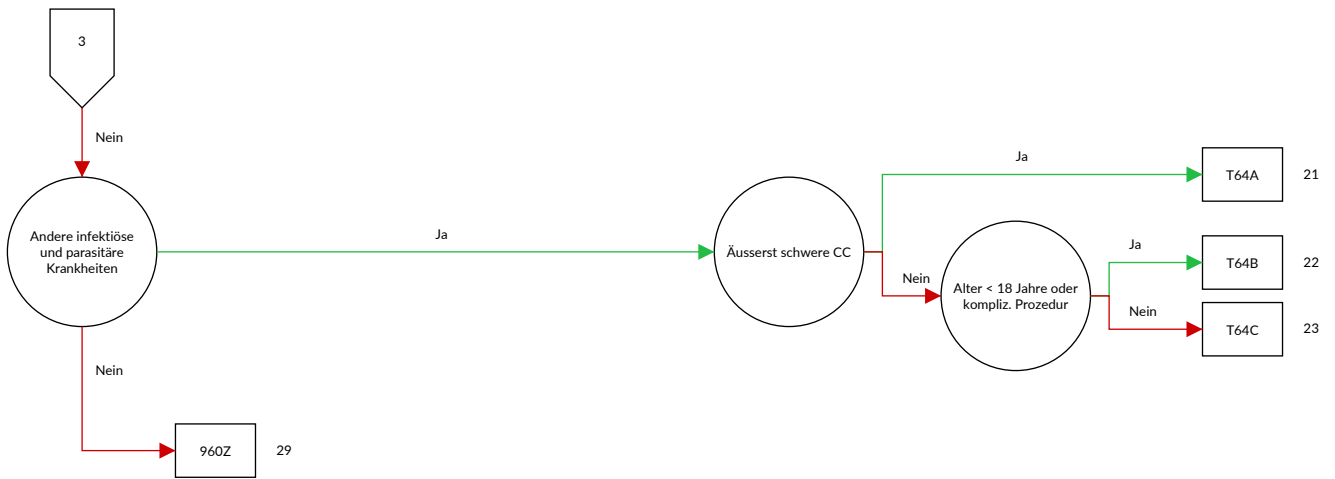 3
Nein
Andere infektiöse
und parasitäre
Krankheiten
Ja
Äusserst schwere CC
Ja
T64A
21
Nein
Alter < 18 Jahre oder
kompliz. Prozedur
Ja
T64B
22
Nein
T64C
23
Nein
960Z
29